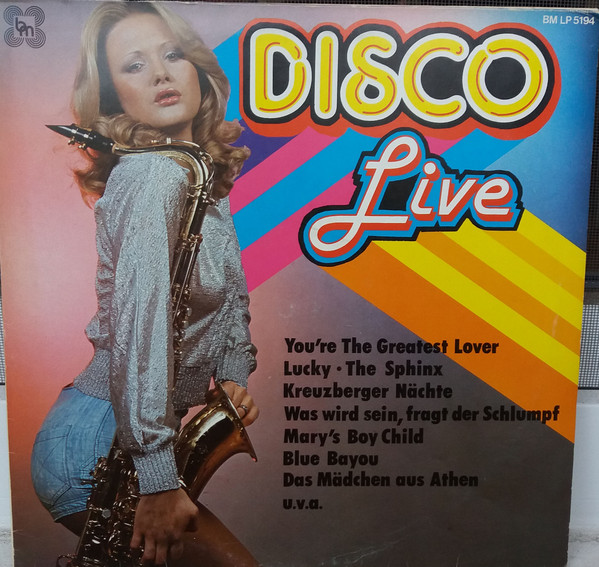 bm
BM LP 5194
DISCO
Live
You're The Greatest Lover
Lucky · The Sphinx
Kreuzberger Nächte
Was wird sein, fragt der Schlumpf
Mary's Boy Child
Blue Bayou
Das Mädchen aus Athen
u.v.a.